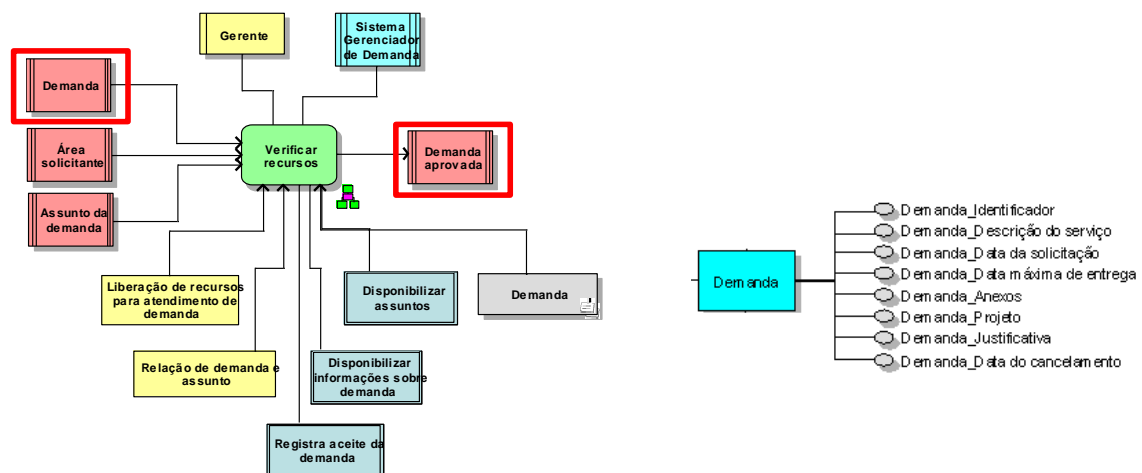 Gerente
Sistema
Gerenciador
de Demanda
Demanda
Área
solicitante
Assunto da
demanda
Verificar
recursos
Demanda
aprovada
Liberação de recursos
para atendimento de
demanda
Disponibilizar
assuntos
Demanda
Relação de demanda e
assunto
Disponibilizar
informações sobre
demanda
Registra aceite da
demanda
Demanda
Demanda_Identificador
Demanda_Descrição do serviço
Demanda_Data da solicitação
Demanda_Data máxima de entrega
Demanda_Anexos
Demanda_Projeto
Demanda_Justificativa
Demanda_Data do cancelamento